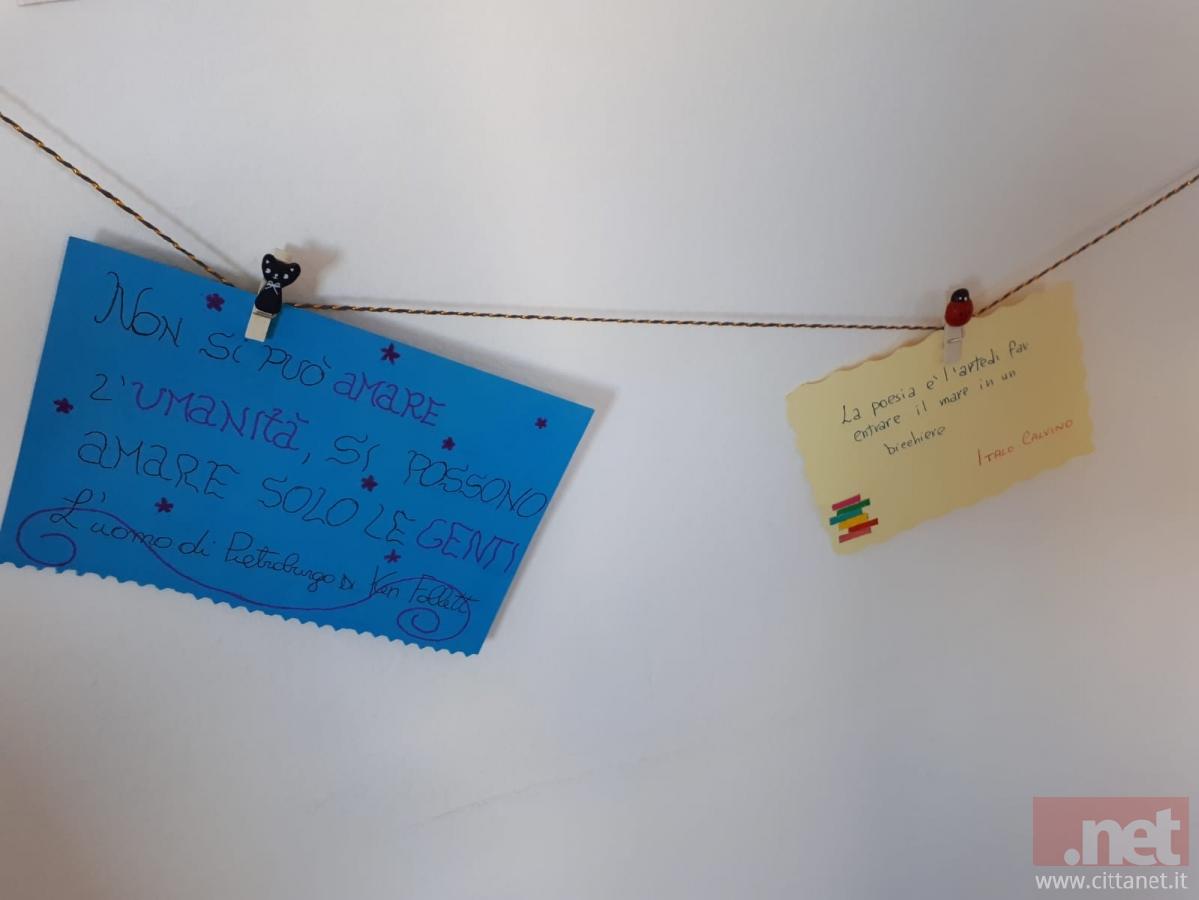 Non si può amare
l'umanità, si possono
amare solo le genti
L'uomo di Pietroburgo di Ken Follett
La poesia e' l'arte di far
entrare il mare in un
bicchiere
Italo Calvino
.net
www.cittanet.it